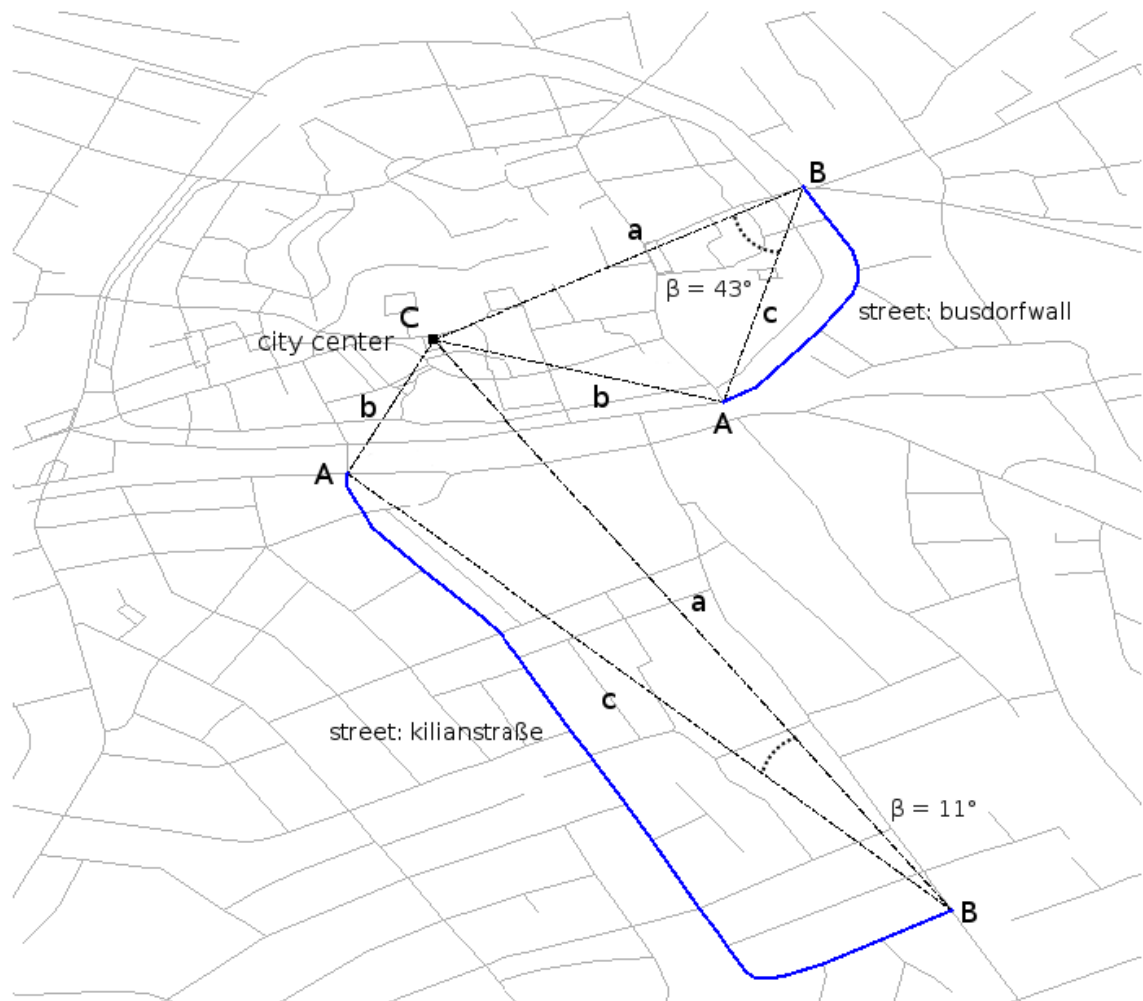 B
a
β = 43°
c
street: busdorfwall
C
city center
b
b
A
A
a
c
street: kilianstraße
β = 11°
B